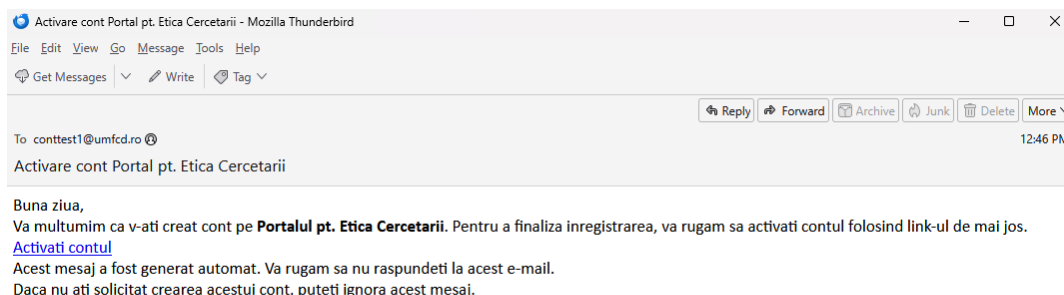 Activare cont Portal pt. Etica Cercetarii - Mozilla Thunderbird
File Edit View Go Message Tools Help
Get Messages Write Tag
Reply Forward Archive Junk Delete More
To conttest1@umfcd.ro 12:46 PM
Activare cont Portal pt. Etica Cercetarii
Buna ziua,
Va multumim ca v-ati creat cont pe Portalul pt. Etica Cercetarii. Pentru a finaliza inregistrarea, va rugam sa activati contul folosind link-ul de mai jos.
Activati contul
Acest mesaj a fost generat automat. Va rugam sa nu raspundeti la acest e-mail.
Daca nu ati solicitat crearea acestui cont, puteti ignora acest mesaj.